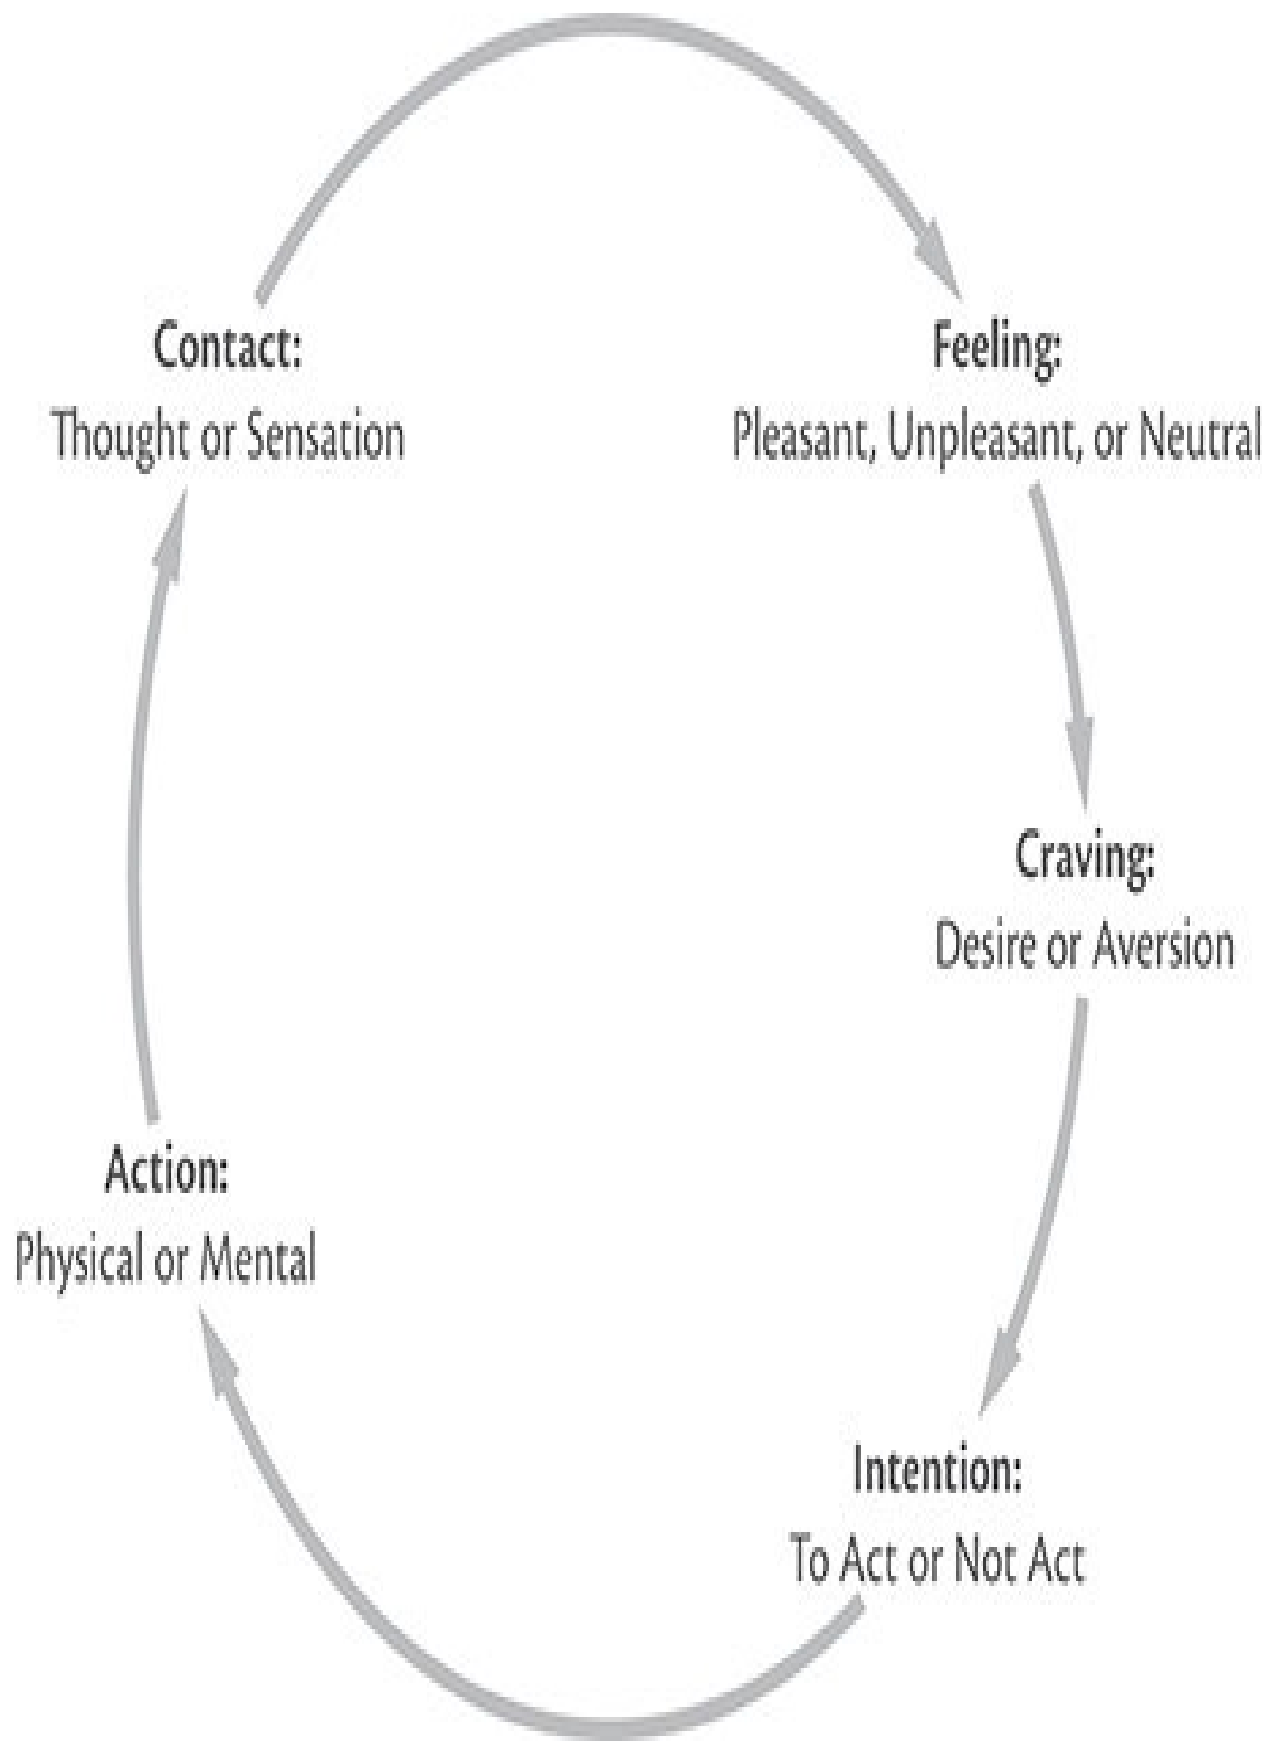 Contact:
Thought or Sensation
Feeling:
Pleasant, Unpleasant, or Neutral
Craving:
Desire or Aversion
Intention:
To Act or Not Act
Action:
Physical or Mental